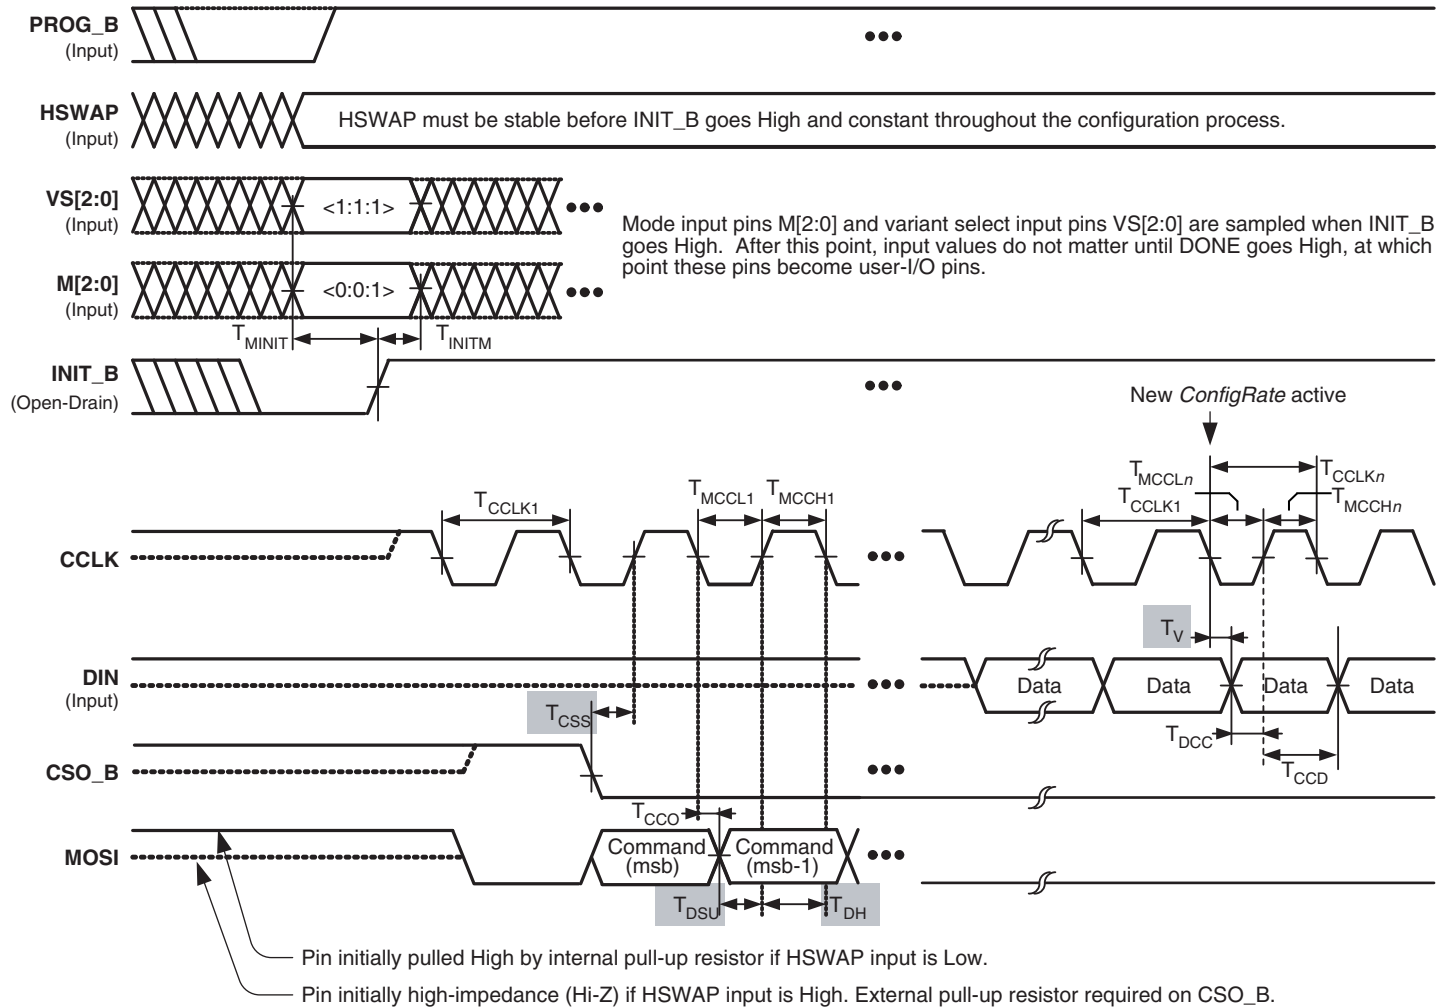 PROG_B
(Input)
HSWAP
(Input)
HSWAP must be stable before INIT_B goes High and constant throughout the configuration process.
VS[2:0]
(Input)
<1:1:1>
Mode input pins M[2:0] and variant select input pins VS[2:0] are sampled when INIT_B
goes High. After this point, input values do not matter until DONE goes High, at which
point these pins become user-I/O pins.
M[2:0]
(Input)
<0:0:1>
TMINIT
TINITM
INIT_B
(Open-Drain)
New ConfigRate active
TCCLK1
TMCCL1
TMCCH1
TMCCLn
TCCLKn
TCCLK1
TMCCHn
CCLK
TV
DIN
(Input)
Data
Data
Data
Data
TCSS
TDCC
TCCD
CSO_B
TCCO
MOSI
Command
(msb)
Command
(msb-1)
TDSU
TDH
Pin initially pulled High by internal pull-up resistor if HSWAP input is Low.
Pin initially high-impedance (Hi-Z) if HSWAP input is High. External pull-up resistor required on CSO_B.